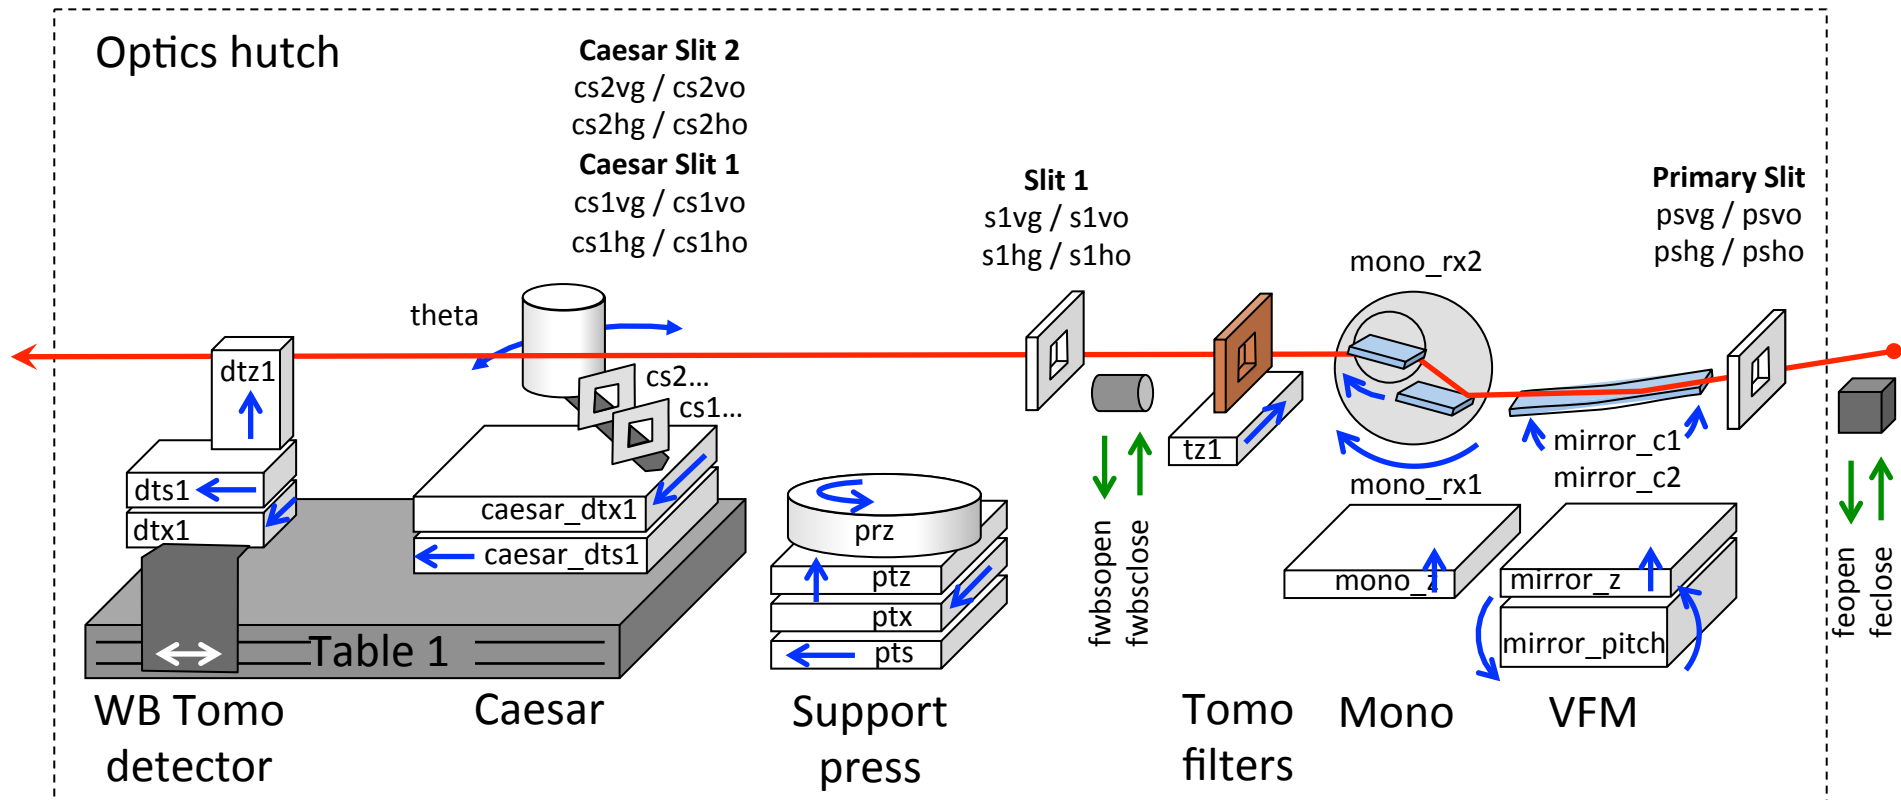 Optics hutch
Caesar Slit 2
cs2vg / cs2vo
cs2hg / cs2ho
Caesar Slit 1
cs1vg / cs1vo
cs1hg / cs1ho
Slit 1
s1vg / s1vo
s1hg / s1ho
Primary Slit
psvg / psvo
pshg / psho
mono_rx2
theta
dtz1
cs2...
cs1...
tz1
mirror_c1
mirror_c2
mono_rx1
dts1
dtx1
caesar_dtx1
caesar_dts1
prz
ptz
ptx
pts
fwbsopen
fwbsclose
mono_z
mirror_z
mirror_pitch
feopen
feclose
Table 1
WB Tomo
detector
Caesar
Support
press
Tomo
filters
Mono
VFM